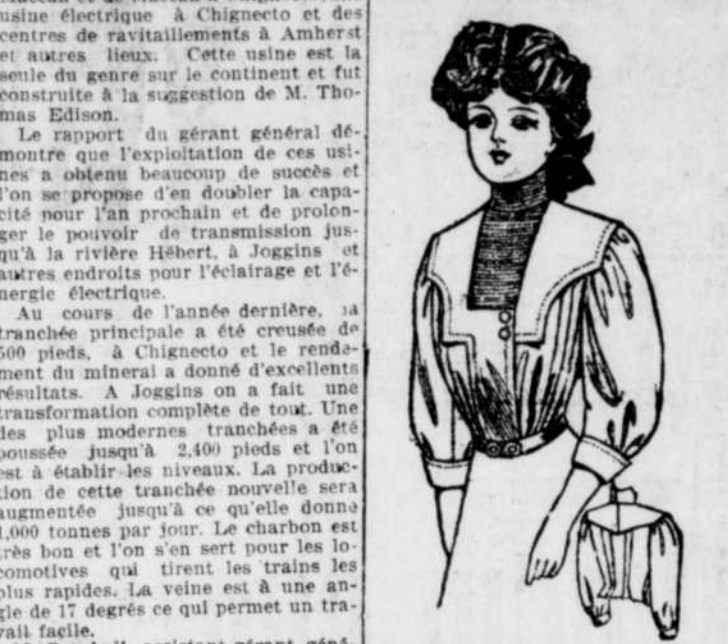 usine électrique à Chignecto et des
centres de ravitaillements à Amherst
et autres lieux. Cette usine est la
seule du genre sur le continent et fut
construite à la suggestion de M. Tho-
mas Edison.
Le rapport du gérant général dé-
montre que l'exploitation de ces usi-
nes a obtenu beaucoup de succès et
l'on se propose d'en doubler la capa-
cité pour l'an prochain et de prolon-
ger le pouvoir de transmission jus-
qu'à la rivière Hébert, à Joggins et
autres endroits pour l'éclairage et l'é-
nergie électrique.
Au cours de l'année dernière, la
tranchée principale a été creusée de
500 pieds, à Chignecto et le rende-
ment du minerai a donné d'excellents
résultats. A Joggins on a fait une
transformation complète de tout. Une
des plus modernes tranchées a été
poussée jusqu'à 2,400 pieds et l'on
est à établir les niveaux. La produc-
tion de cette tranchée nouvelle sera
augmentée jusqu'à ce qu'elle donne
1,000 tonnes par jour. Le charbon est
très bon et l'on s'en sert pour les lo-
comotives qui tirent les trains les
plus rapides. La veine est à une an-
gle de 17 degrés ce qui permet un tra-
vail facile.